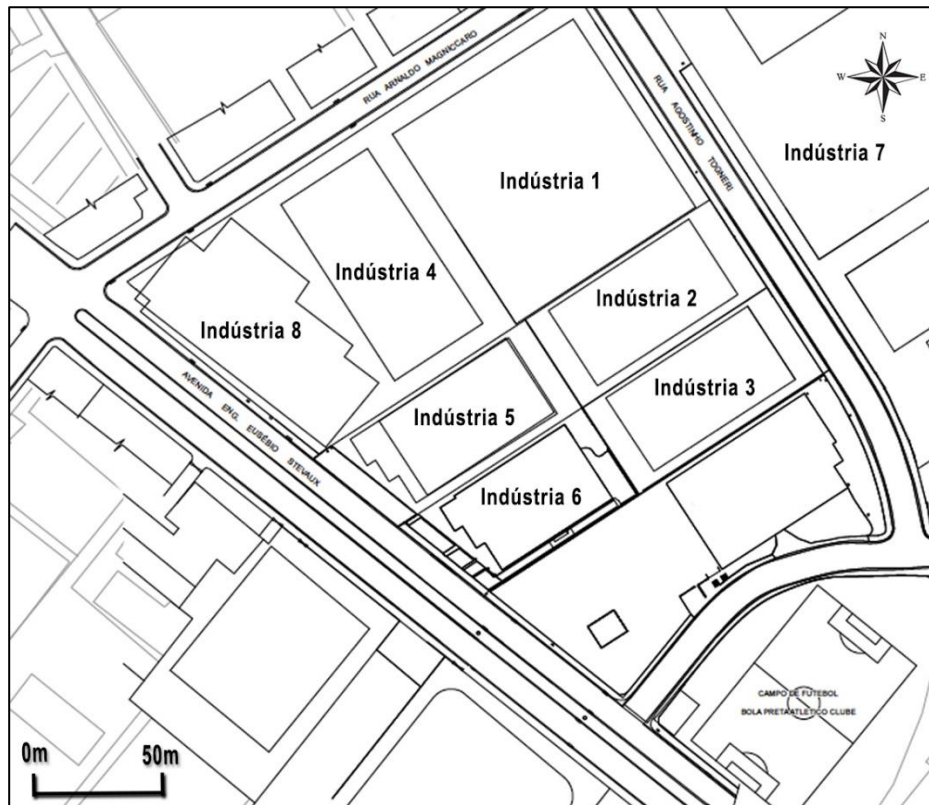 RUA ARNALDO MAGNICCARO
RUA AGOSTINHO TOGNERI
N
W E
S
Indústria 7
Indústria 1
Indústria 4
Indústria 2
Indústria 8
Indústria 3
Indústria 5
AVENIDA ENG. EUSÉBIO STEVAUX
Indústria 6
CAMPO DE FUTEBOL
BOLA PRETA ATLETICO CLUBE
0m 50m